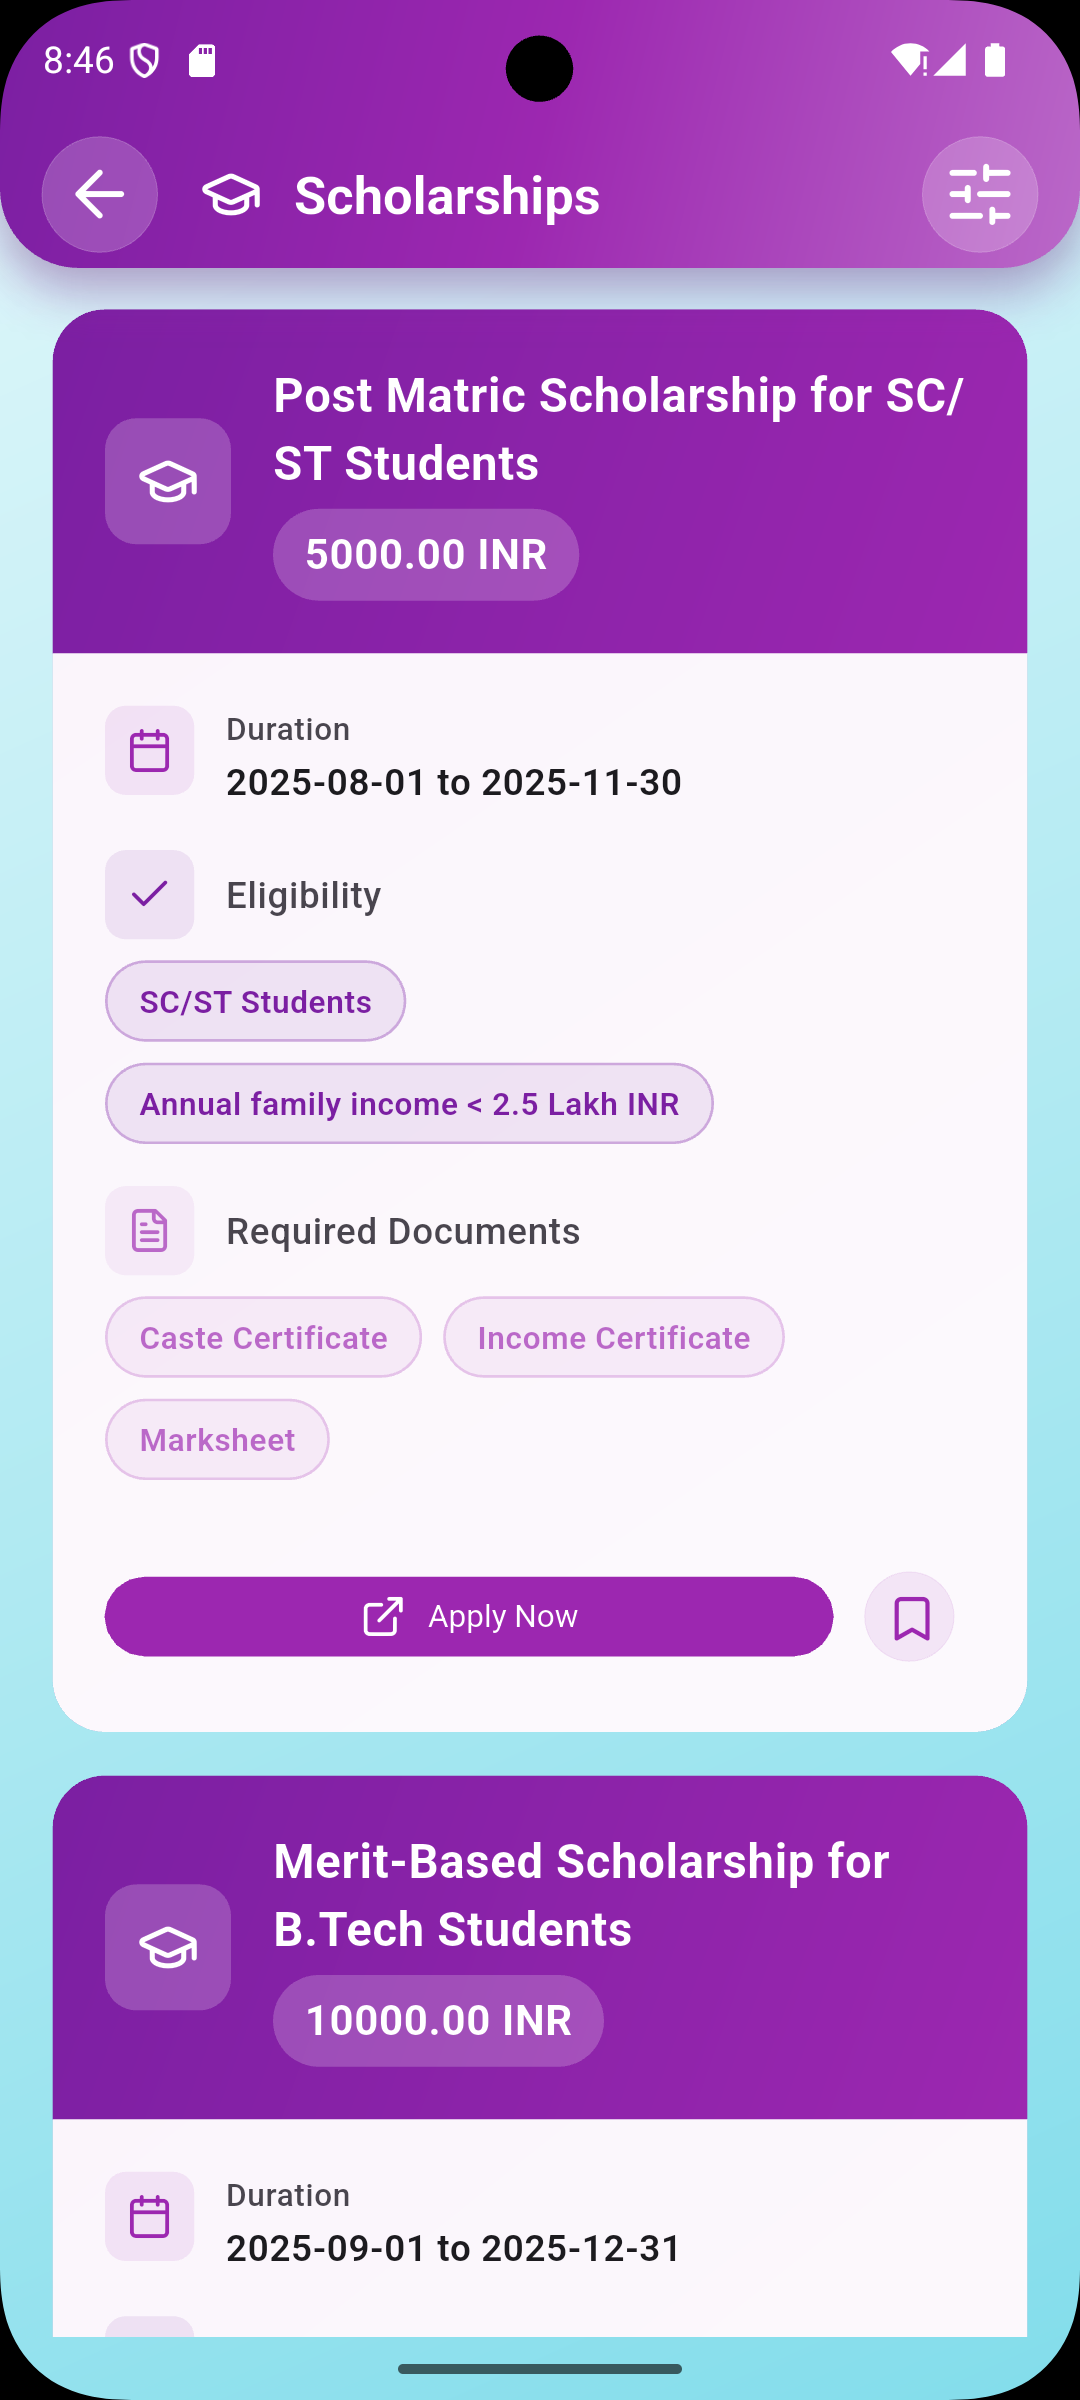 8:46
Scholarships
Post Matric Scholarship for SC/
ST Students
5000.00 INR
Duration
2025-08-01 to 2025-11-30
Eligibility
SC/ST Students
Annual family income < 2.5 Lakh INR
Required Documents
Caste Certificate Income Certificate
Marksheet
Apply Now
Merit-Based Scholarship for
B.Tech Students
10000.00 INR
Duration
2025-09-01 to 2025-12-31